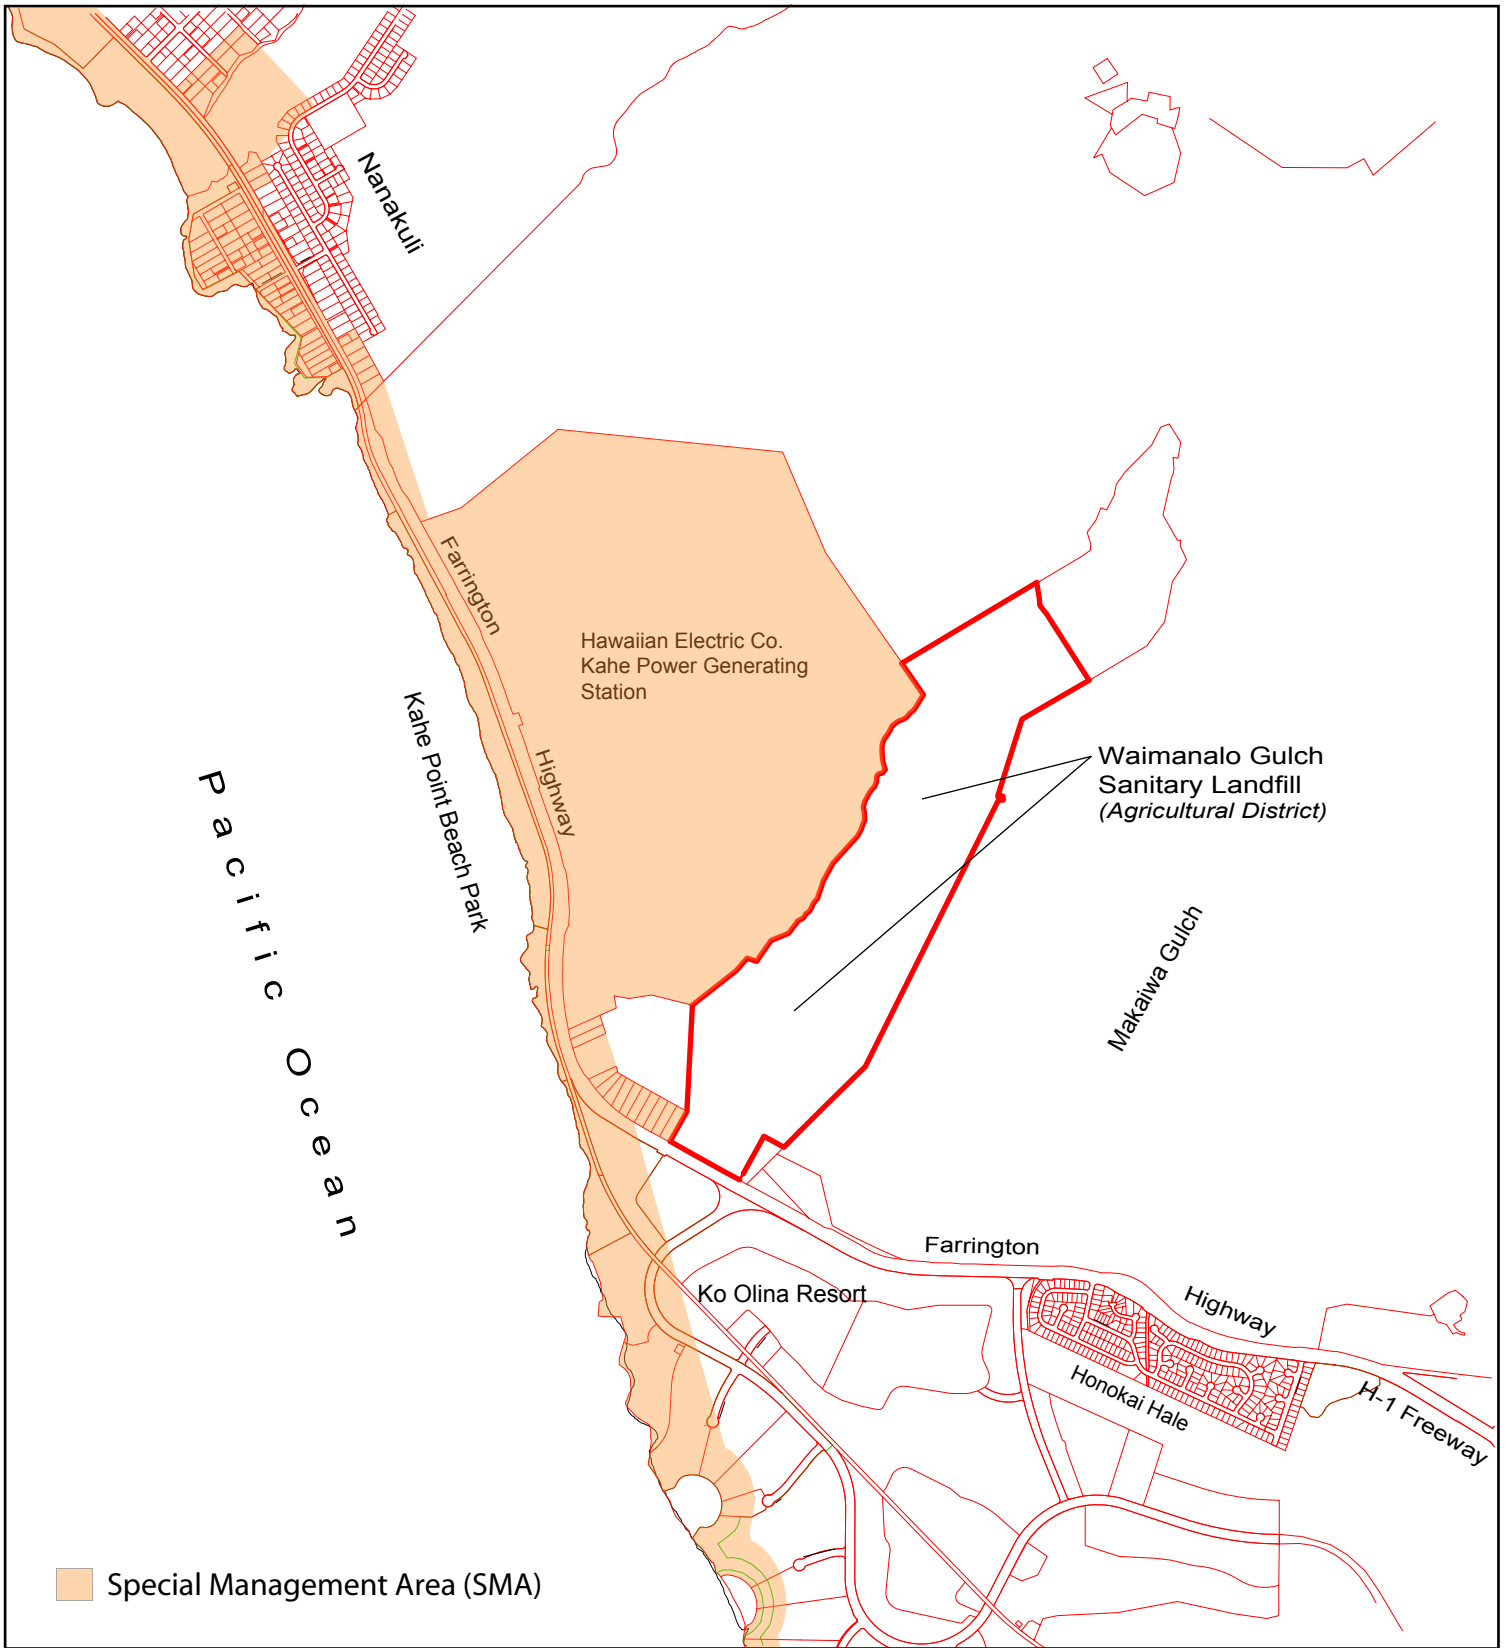 Nanakuli
Farrington
Hawaiian Electric Co.
Kahe Power Generating
Station
Kahe Point Beach Park
Highway
Waimanalo Gulch
Sanitary Landfill
(Agricultural District)
Pacific Ocean
Makaiwa Gulch
Farrington
Ko Olina Resort
Highway
Honokai Hale
H-1 Freeway
Special Management Area (SMA)